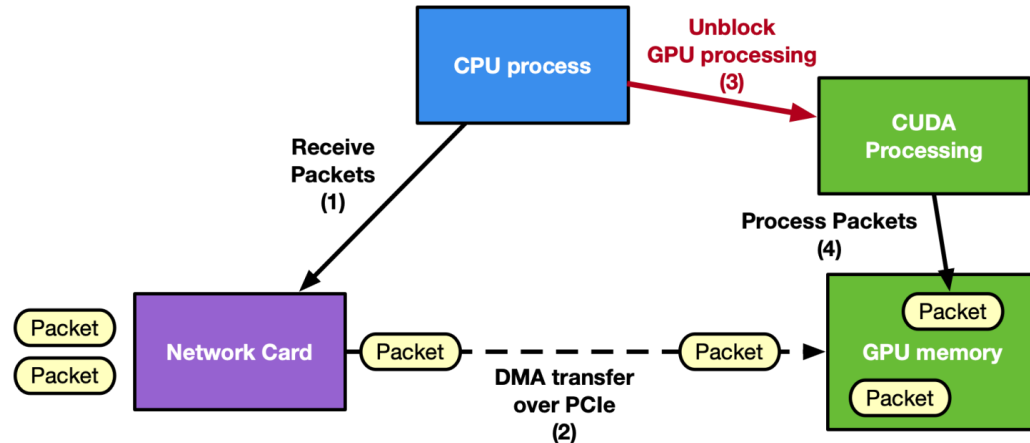 CPU process
Unblock
GPU processing
(3)
CUDA
Processing
Receive
Packets
(1)
Process Packets
(4)
Packet
Packet
Network Card
Packet
DMA transfer
over PCIe
(2)
Packet
Packet
GPU memory
Packet